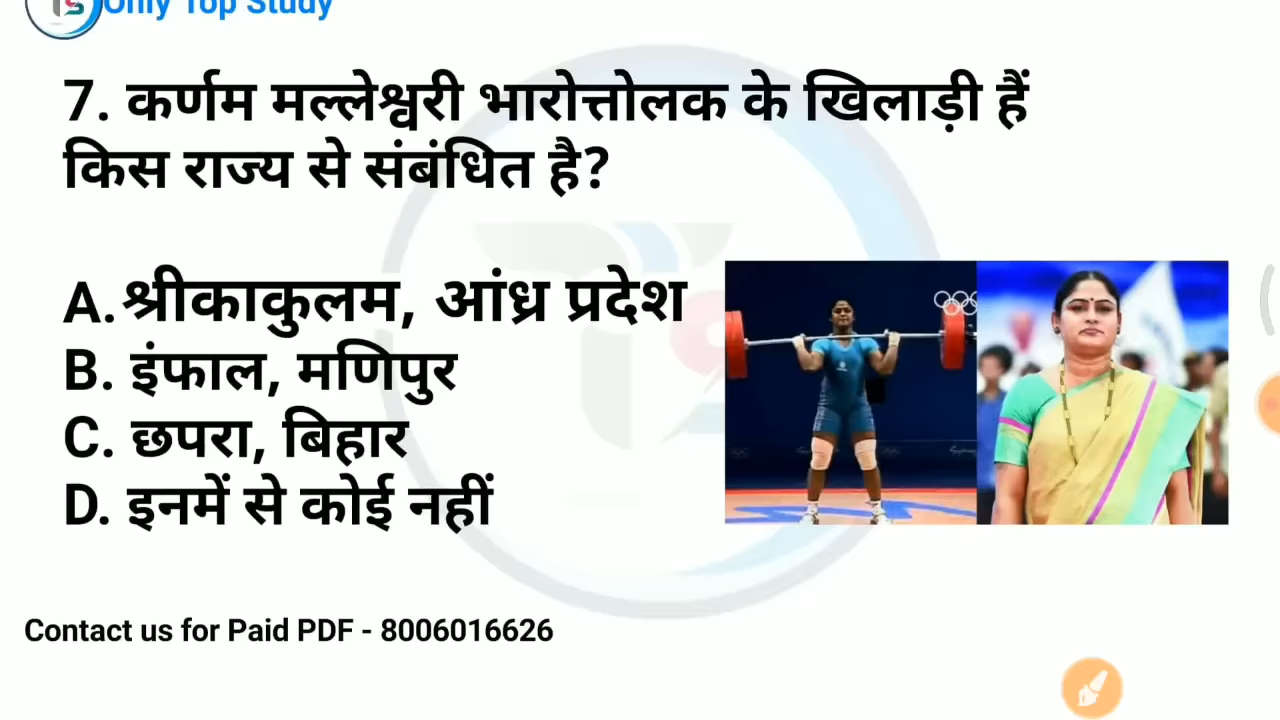 Only Top Study
7. कर्णम मल्लेश्वरी भारोत्तोलक के खिलाड़ी हैं
किस राज्य से संबंधित है?
A.श्रीकाकुलम, आंध्र प्रदेश
B. इंफाल, मणिपुर
C. छपरा, बिहार
D. इनमें से कोई नहीं
Contact us for Paid PDF - 8006016626